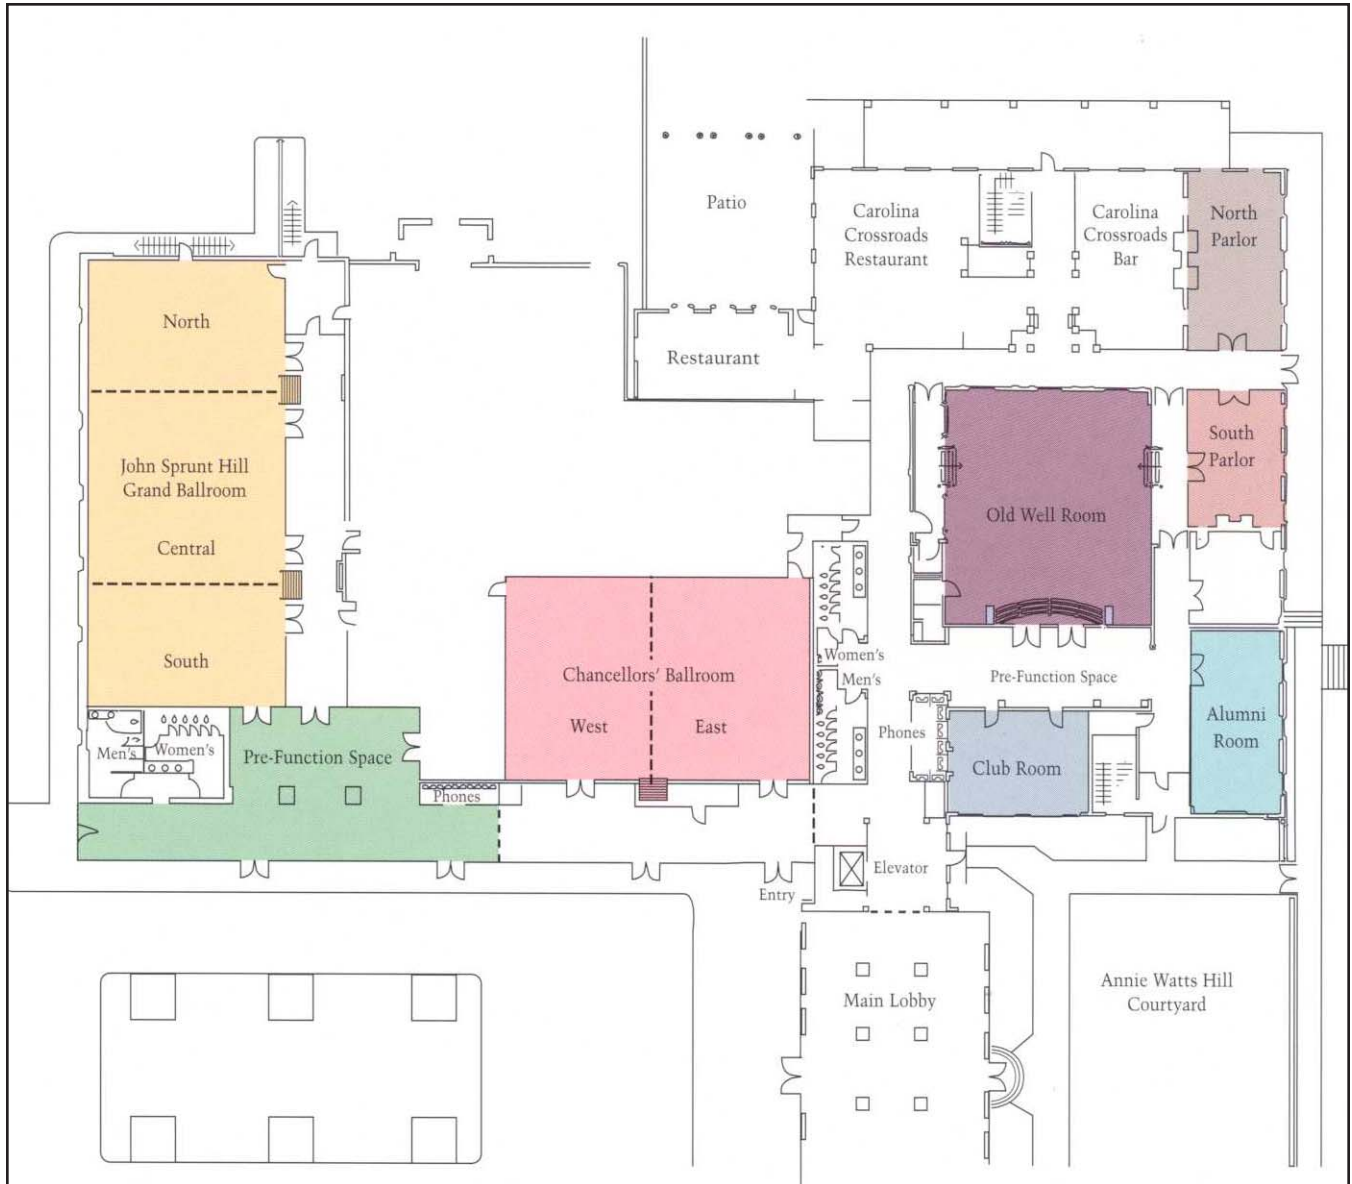 Patio
Carolina
Crossroads
Restaurant
Carolina
Crossroads
Bar
North
Parlor
North
Restaurant
South
Parlor
John Sprunt Hill
Grand Ballroom
Central
Old Well Room
South
Women's
Men's
Pre-Function Space
Chancellors' Ballroom
West
East
Phones
Alumni
Room
Men's
Women's
Pre-Function Space
Club Room
Phones
Elevator
Entry
Main Lobby
Annie Watts Hill
Courtyard